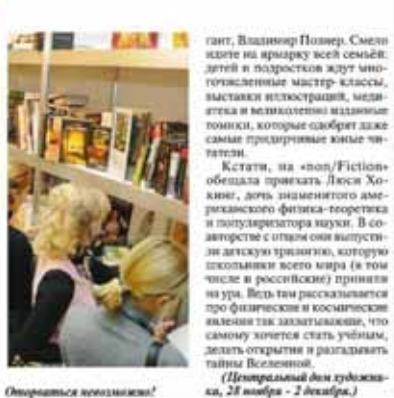 гант, Владимир Познер. Смело
идите на ярмарку всей семьёй:
детей и подростков ждут мно-
гочисленные мастер-классы,
выставки иллюстраций, меди-
атека и великолепно изданные
томики, которые одобрят даже
самые придирчивые юные чи-
татели.
Кстати, на «non/Fiction»
обещала приехать Люси Хо-
кинг, дочь знаменитого аме-
риканского физика-теоретика
и популяризатора науки. В со-
авторстве с отцом они выпусти-
ли детскую трилогию, которую
школьники всего мира (в том
числе и российские) приняли
на ура. Ведь там рассказывается
про физические и космические
явления так захватывающе, что
самому хочется стать учёным,
делать открытия и разгадывать
тайны Вселенной.
(Центральный дом художни-
ка, 28 ноября - 2 декабря.)
Оторваться невозможно!